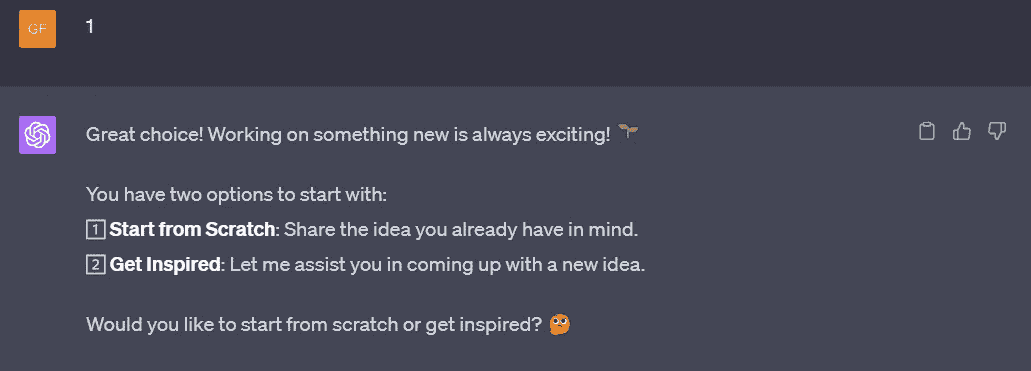 GF
1
Great choice! Working on something new is always exciting! 🌱
You have two options to start with:
1️⃣ Start from Scratch: Share the idea you already have in mind.
2️⃣ Get Inspired: Let me assist you in coming up with a new idea.
Would you like to start from scratch or get inspired?